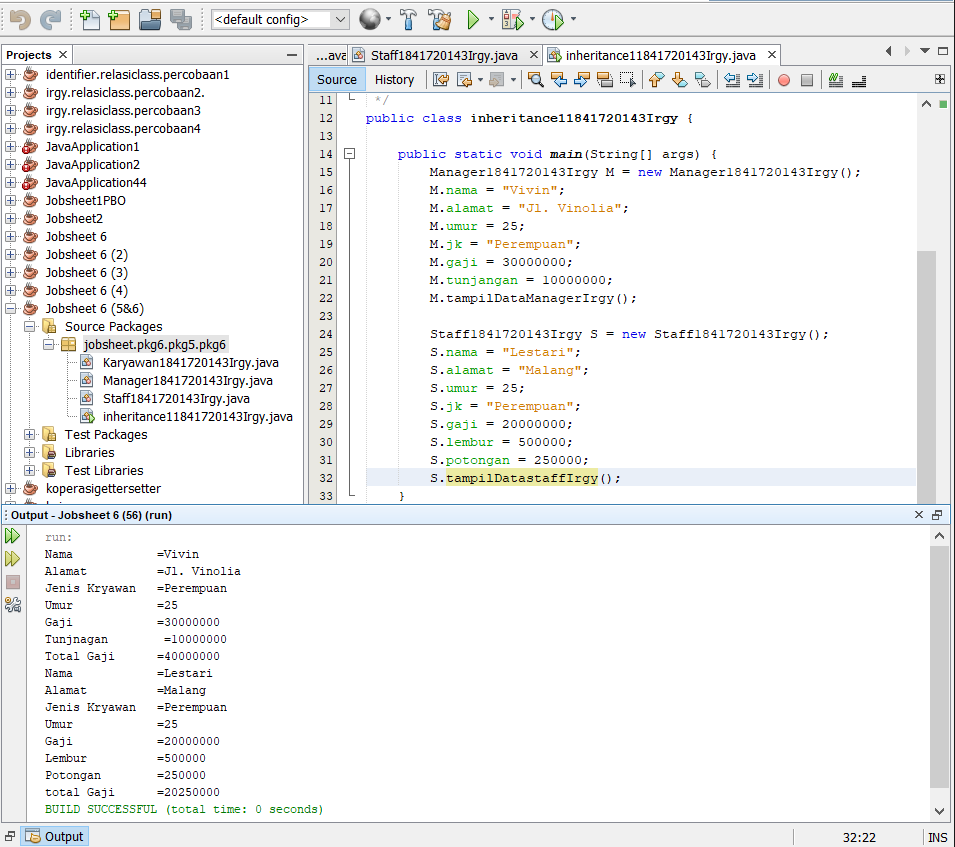 <default config>
Projects
identifier.relasiclass.percobaan1
irgy.relasiclass.percobaan2.
irgy.relasiclass.percobaan3
irgy.relasiclass.percobaan4
JavaApplication1
JavaApplication2
JavaApplication44
Jobsheet1PBO
Jobsheet2
Jobsheet 6
Jobsheet 6 (2)
Jobsheet 6 (3)
Jobsheet 6 (4)
Jobsheet 6 (5&6)
Source Packages
jobsheet.pkg6.pkg5.pkg6
Karyawan1841720143Irgy.java
Manager1841720143Irgy.java
Staff1841720143Irgy.java
inheritance11841720143Irgy.java
Test Packages
Libraries
Test Libraries
koperasigettersetter
...ava Staff1841720143Irgy.java inheritance11841720143Irgy.java
Source History
11 */
12 public class inheritance11841720143Irgy {
13
14 public static void main(String[] args) {
15 Manager1841720143Irgy M = new Manager1841720143Irgy();
16 M.nama = "Vivin";
17 M.alamat = "Jl. Vinolia";
18 M.umur = 25;
19 M.jk = "Perempuan";
20 M.gaji = 30000000;
21 M.tunjangan = 10000000;
22 M.tampilDataManagerIrgy();
23
24 Staff1841720143Irgy S = new Staff1841720143Irgy();
25 S.nama = "Lestari";
26 S.alamat = "Malang";
27 S.umur = 25;
28 S.jk = "Perempuan";
29 S.gaji = 20000000;
30 S.lembur = 500000;
31 S.potongan = 250000;
32 S.tampilDatastaffIrgy();
33 }
Output - Jobsheet 6 (56) (run)
run:
Nama =Vivin
Alamat =Jl. Vinolia
Jenis Kryawan =Perempuan
Umur =25
Gaji =30000000
Tunjnagan =10000000
Total Gaji =40000000
Nama =Lestari
Alamat =Malang
Jenis Kryawan =Perempuan
Umur =25
Gaji =20000000
Lembur =500000
Potongan =250000
total Gaji =20250000
BUILD SUCCESSFUL (total time: 0 seconds)
Output
32:22 INS